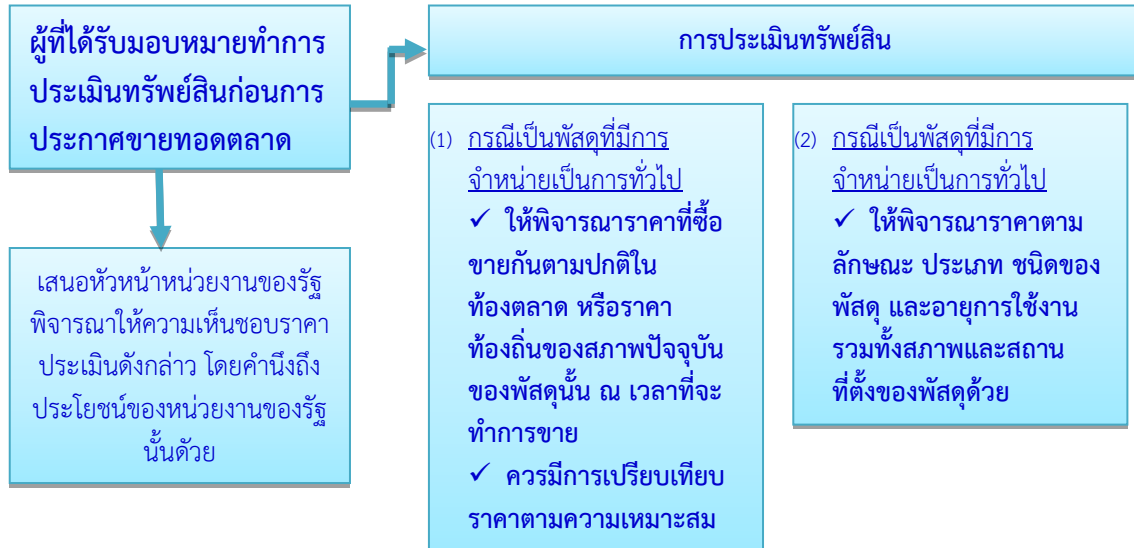 ผู้ที่ได้รับมอบหมายทำการ
ประเมินทรัพย์สินก่อนการ
ประกาศขายทอดตลาด
เสนอหัวหน้าหน่วยงานของรัฐ
พิจารณาให้ความเห็นชอบราคา
ประเมินดังกล่าว โดยคำนึงถึง
ประโยชน์ของหน่วยงานของรัฐ
นั้นด้วย
การประเมินทรัพย์สิน
(1) กรณีเป็นพัสดุที่มีการ
จำหน่ายเป็นการทั่วไป
✓ ให้พิจารณาราคาที่ซื้อ
ขายกันตามปกติใน
ท้องตลาด หรือราคา
ท้องถิ่นของสภาพปัจจุบัน
ของพัสดุนั้น ณ เวลาที่จะ
ทำการขาย
✓ ควรมีการเปรียบเทียบ
ราคาตามความเหมาะสม
(2) กรณีเป็นพัสดุที่มีการ
จำหน่ายเป็นการทั่วไป
✓ ให้พิจารณาราคาตาม
ลักษณะ ประเภท ชนิดของ
พัสดุ และอายุการใช้งาน
รวมทั้งสภาพและสถาน
ที่ตั้งของพัสดุด้วย